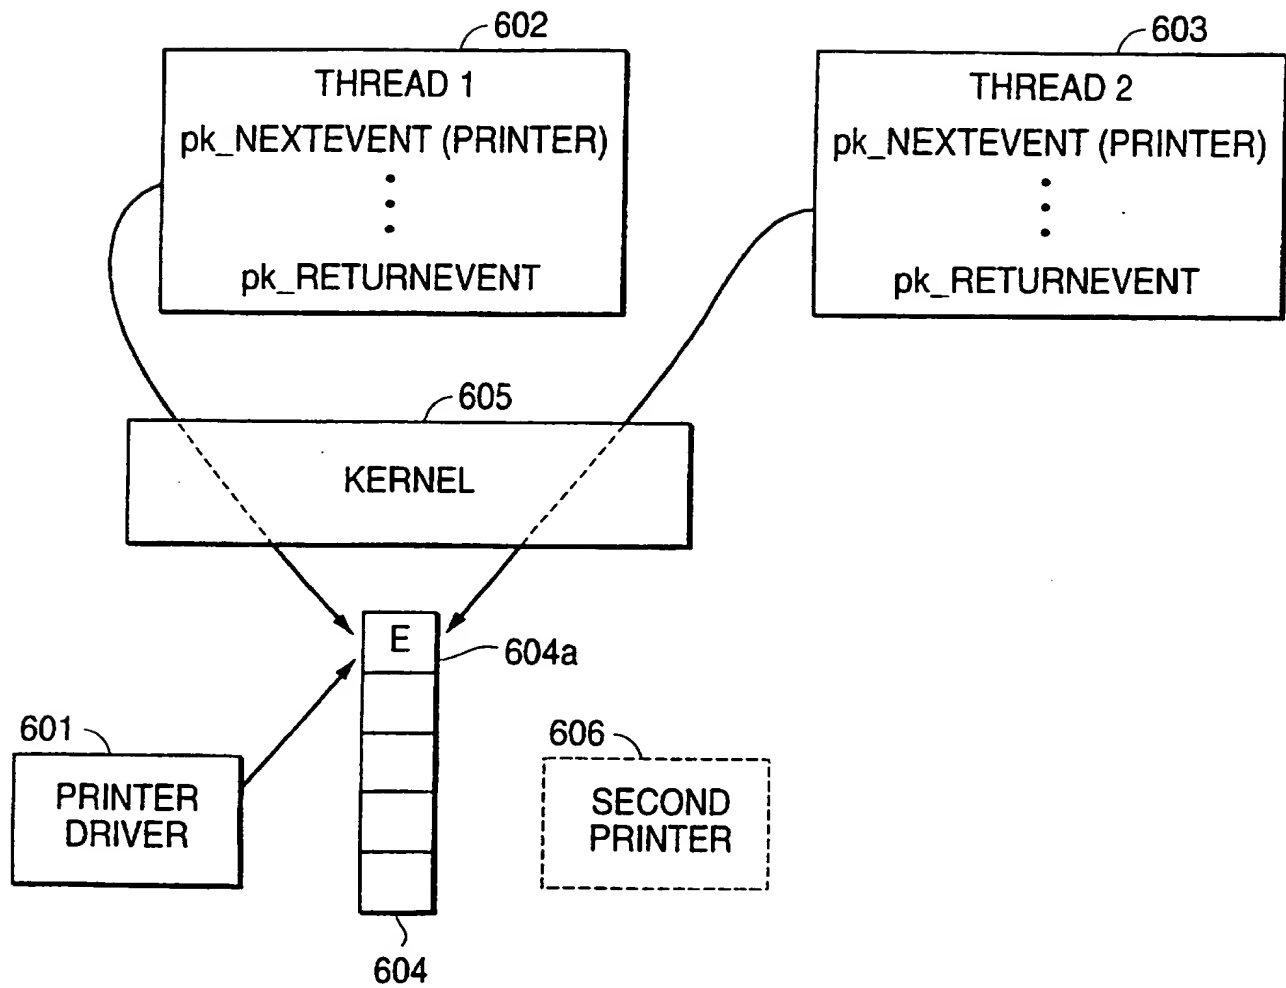 602
THREAD 1
pk_NEXTEVENT (PRINTER)
pk_RETURNEVENT
603
THREAD 2
pk_NEXTEVENT (PRINTER)
pk_RETURNEVENT
605
KERNEL
E
604a
601
PRINTER
DRIVER
606
SECOND
PRINTER
604